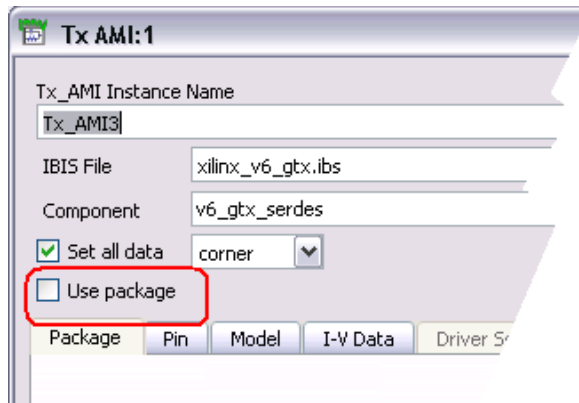 Tx AMI:1
Tx_AMI Instance Name
Tx_AMI3
IBIS File xilinx_v6_gtx.ibs
Component v6_gtx_serdes
Set all data corner
Use package
Package Pin Model I-V Data Driver